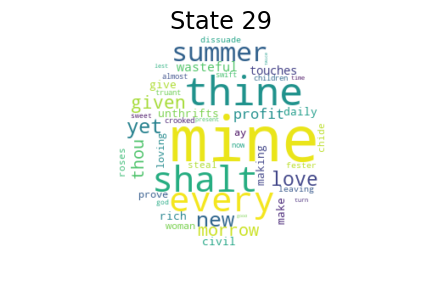 State 29
dissuade
summer
lest
wasteful
touches
almost
swift
children
time
give
thine
truant
given
unthrifts
profit
daily
sweet
crooked
present
yet
mine
ay
chide
thou
loving
now
roses
steal
making
fester
shalt
love
prove
every
leaving
god
make
turn
rich
new
woman
morrow
civil